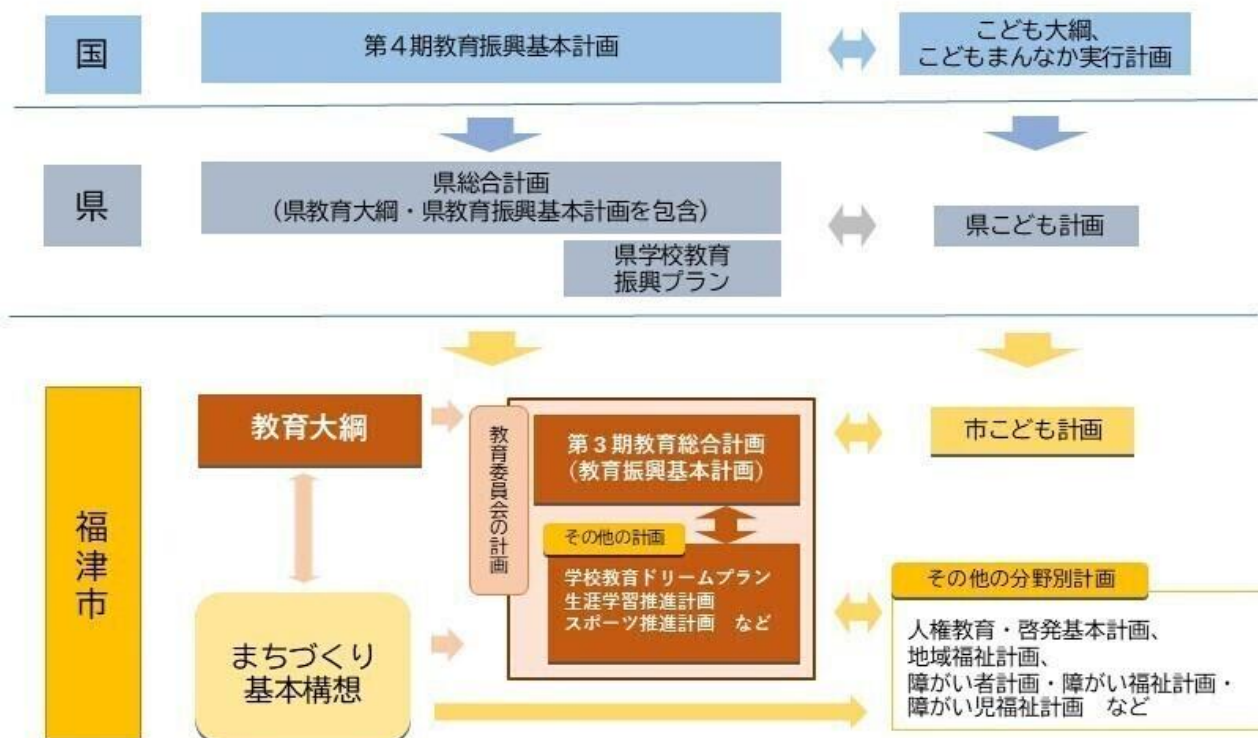 国
第4期教育振興基本計画
こども大綱、
こどもまんなか実行計画
県
県総合計画
（県教育大綱・県教育振興基本計画を包含）
県学校教育
振興プラン
県こども計画
福津市
教育大綱
まちづくり
基本構想
教育委員会の計画
第3期教育総合計画
（教育振興基本計画）
その他の計画
学校教育ドリームプラン
生涯学習推進計画
スポーツ推進計画　など
市こども計画
その他の分野別計画
人権教育・啓発基本計画、
地域福祉計画、
障がい者計画・障がい福祉計画・
障がい児福祉計画　など